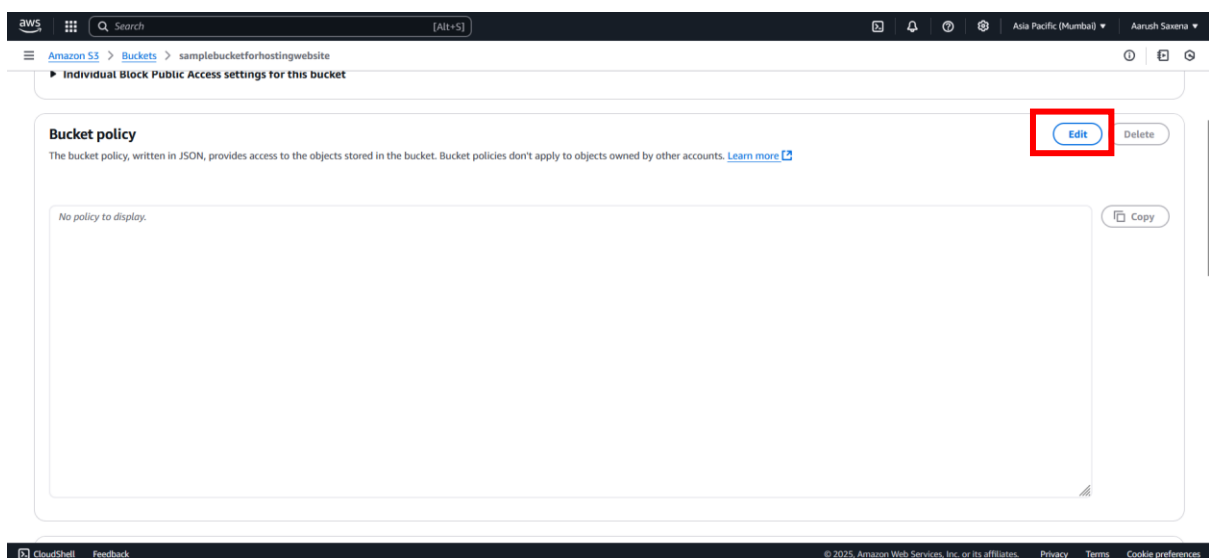 aws Search [Alt+S] Asia Pacific (Mumbai) Aarush Saxena
Amazon S3 > Buckets > samplebucketforhostingwebsite
Individual Block Public Access settings for this bucket
Bucket policy Edit Delete
The bucket policy, written in JSON, provides access to the objects stored in the bucket. Bucket policies don't apply to objects owned by other accounts. Learn more
No policy to display. Copy
CloudShell Feedback © 2025, Amazon Web Services, Inc. or its affiliates. Privacy Terms Cookie preferences